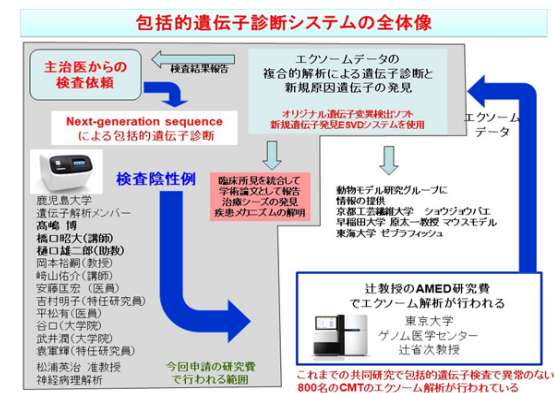 包括的遺伝子診断システムの全体像
主治医からの
検査依頼
検査結果報告
エクソームデータの
複合的解析による遺伝子診断と
新規原因遺伝子の発見
オリジナル遺伝子変異検出ソフト
新規遺伝子発見ESVDシステムを使用
エクソーム
データ
Next-generation sequence
による包括的遺伝子診断
検査陰性例
臨床所見を統合して
学術論文として報告
治療シーズの発見
疾患メカニズムの解明
動物モデル研究グループに
情報の提供
京都工芸繊維大学 ショウジョウバエ
早稲田大学 原太一教授 マウスモデル
東海大学 ゼブラフィッシュ
鹿児島大学
遺伝子解析メンバー
髙嶋 博
橋口昭大(講師)
樋口雄二郎(助教)
岡本裕嗣(教授)
﨑山佑介(講師)
安藤匡宏 (医員)
吉村明子(特任研究員)
平松有(医員)
谷口(大学院)
武井潤(大学院)
袁軍輝(特任研究員)
松浦英治 准教授
神経病理解析
今回申請の研究費
で行われる範囲
辻教授のAMED研究費
でエクソーム解析が行われる
東京大学
ゲノム医学センター
辻省次教授
これまでの共同研究で包括的遺伝子検査で異常のない
800名のCMTのエクソーム解析が行われている